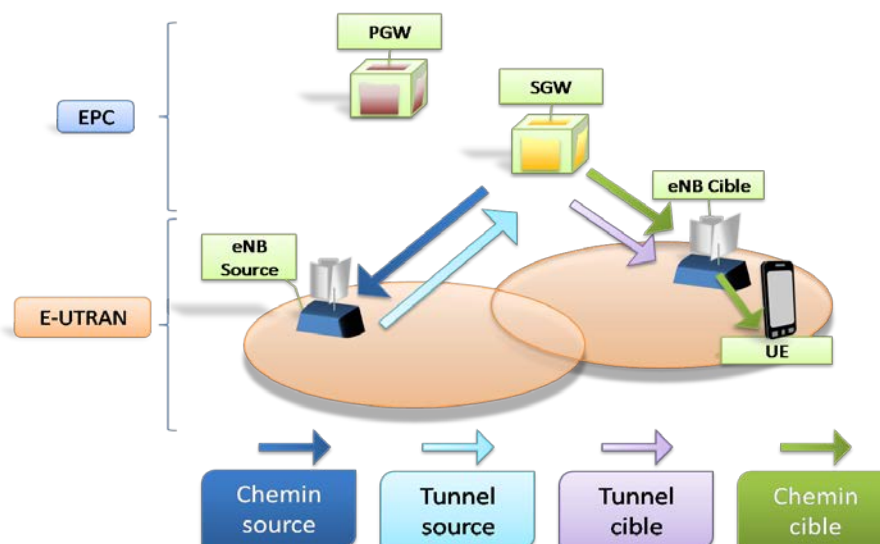 PGW
EPC
SGW
eNB Cible
eNB
Source
E-UTRAN
UE
Chemin
source
Tunnel
source
Tunnel
cible
Chemin
cible